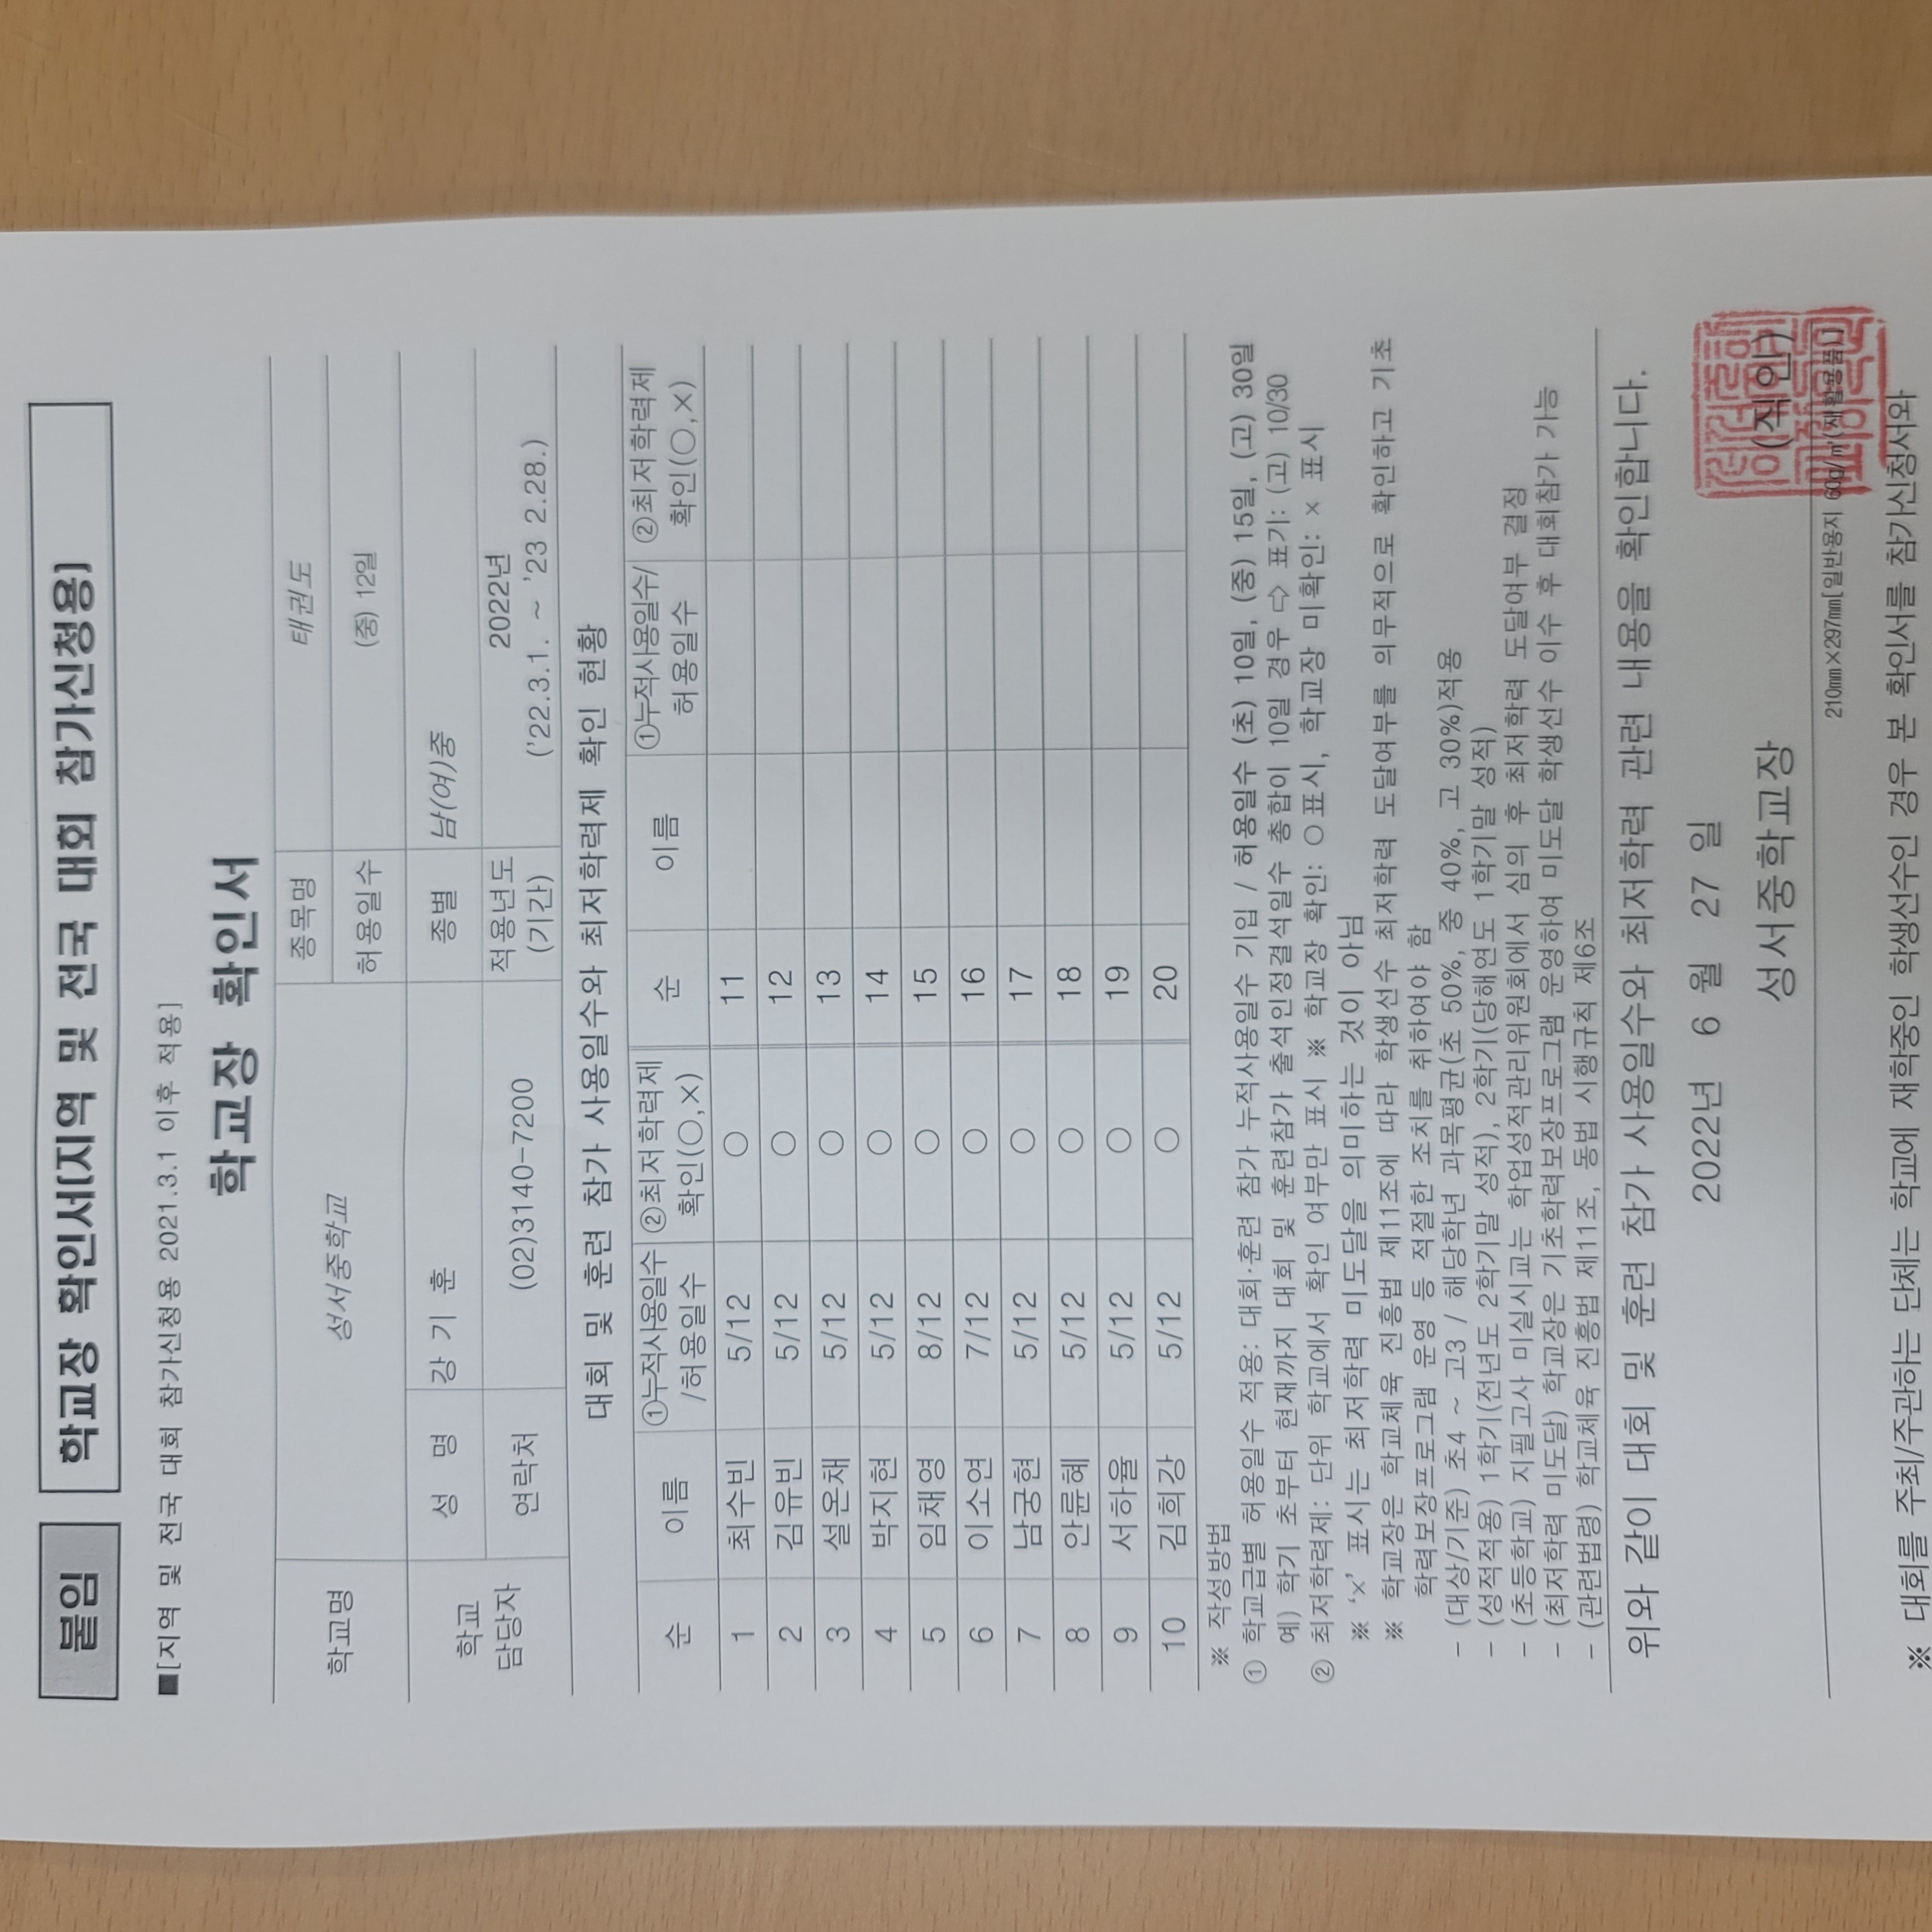 붙임
학교장 확인서(지역 및 전국 대회 참가신청용)
■[지역 및 전국 대회 참가신청용 2021.3.1 이후 적용]
학교장 확인서
학교명 성서중학교 종목명 태권도
허용일수 (중) 12일
학교 담당자 성 명 강 기 훈 종별 남(여)중
연락처 (02)3140-7200 적용년도 (기간) 2022년 ('22.3.1. ~ '23 2.28.)
대회 및 훈련 참가 사용일수와 최저학력제 확인 현황
순 이름 ①누적사용일수/허용일수 ②최저학력제 확인(○,×) 순 이름 ①누적사용일수/허용일수 ②최저학력제 확인(○,×)
1 최수빈 5/12 ○ 11
2 김유빈 5/12 ○ 12
3 설온채 5/12 ○ 13
4 박지현 5/12 ○ 14
5 임채영 8/12 ○ 15
6 이소연 7/12 ○ 16
7 남궁현 5/12 ○ 17
8 안륜혜 5/12 ○ 18
9 서하율 5/12 ○ 19
10 김희강 5/12 ○ 20
※ 작성방법
① 학교급별 허용일수 적용: 대회·훈련 참가 누적사용일수 기입 / 허용일수 (초) 10일, (중) 15일, (고) 30일
예) 학기 초부터 현재까지 대회 및 훈련참가 출석인정결석일수 총합이 10일 경우 ⇨ 표기: (고) 10/30
② 최저학력제: 단위 학교에서 확인 여부만 표시 ※ 학교장 확인: ○표시, 학교장 미확인: × 표시
※ '×' 표시는 최저학력 미도달을 의미하는 것이 아님
※ 학교장은 학교체육 진흥법 제11조에 따라 학생선수 최저학력 도달여부를 의무적으로 확인하고 기초
학력보장프로그램 운영 등 적절한 조치를 취하여야 함
- (대상/기준) 초4 ~ 고3 / 해당학년 과목평균(초 50%, 중 40%, 고 30%)적용
- (성적적용) 1학기(전년도 2학기말 성적), 2학기(당해연도 1학기말 성적)
- (초등학교) 지필고사 미실시교는 학업성적관리위원회에서 심의 후 최저학력 도달여부 결정
- (최저학력 미도달) 학교장은 기초학력보장프로그램 운영하여 미도달 학생선수 이수 후 대회참가 가능
- (관련법령) 학교체육 진흥법 제11조, 동법 시행규칙 제6조
위와 같이 대회 및 훈련 참가 사용일수와 최저학력 관련 내용을 확인합니다.
2022년 6 월 27 일
성서중학교장 (직인)
210㎜×297㎜[일반용지 60g/㎡(재활용품)]
※ 대회를 주최/주관하는 단체는 학교에 재학중인 학생선수인 경우 본 확인서를 참가신청서와